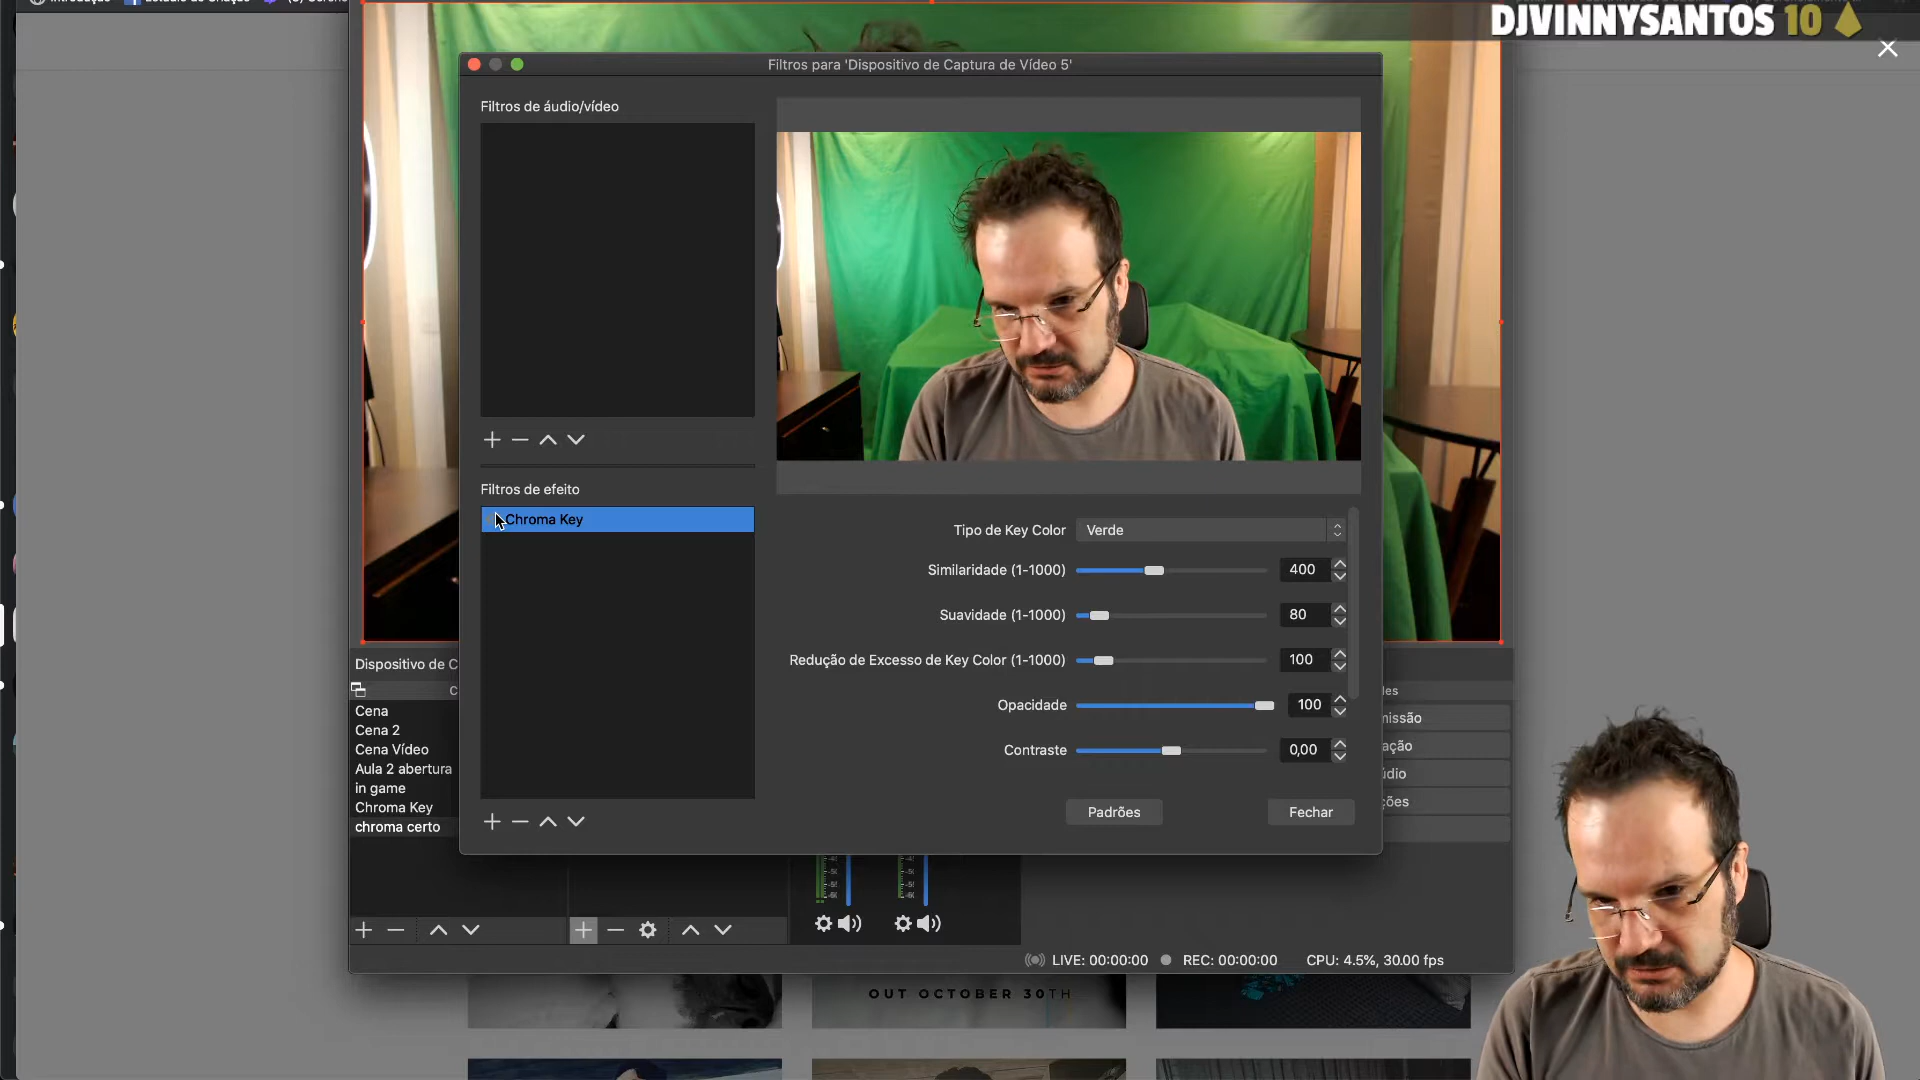 DJVINNYSANTOS 10
Filtros para 'Dispositivo de Captura de Vídeo 5'
Filtros de áudio/vídeo
Filtros de efeito
Chroma Key
Tipo de Key Color Verde
Similaridade (1-1000) 400
Suavidade (1-1000) 80
Redução de Excesso de Key Color (1-1000) 100
Opacidade 100
Contraste 0,00
Padrões Fechar
Dispositivo de C
Cena
Cena 2
Cena Vídeo
Aula 2 abertura
in game
Chroma Key
chroma certo
LIVE: 00:00:00 REC: 00:00:00 CPU: 4.5%, 30.00 fps
OUT OCTOBER 30TH